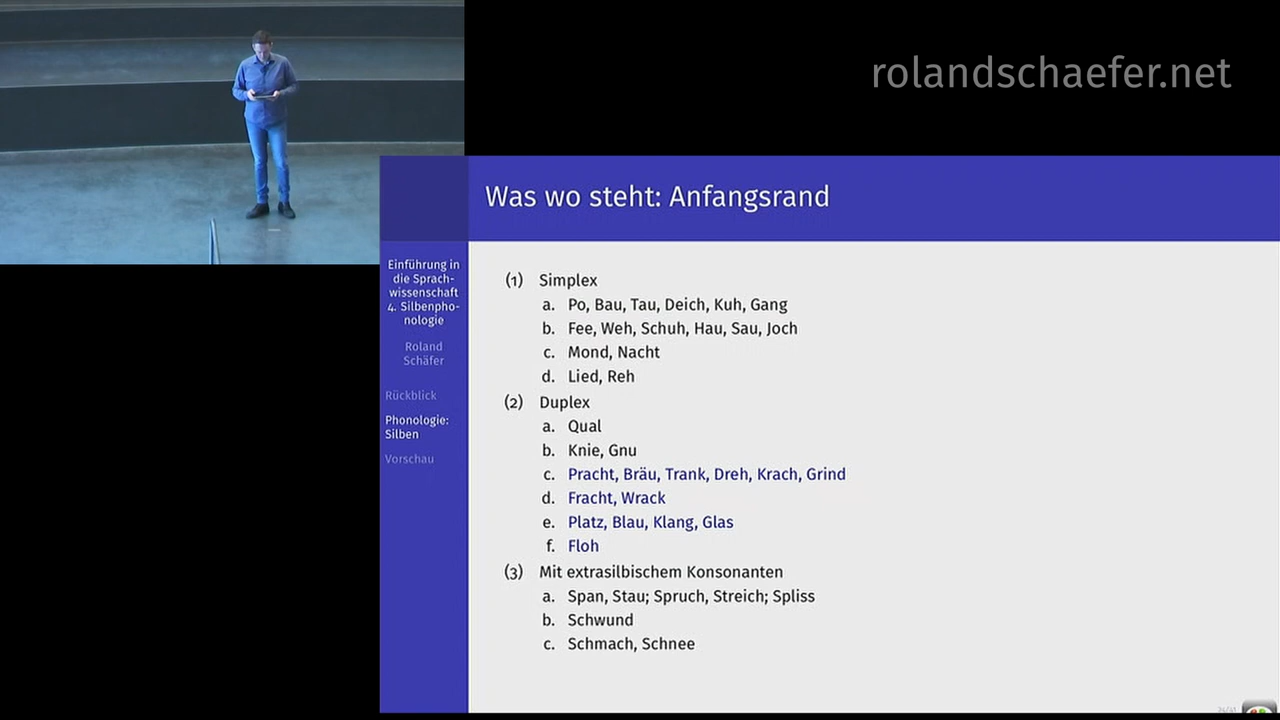 rolandschaefer.net
Was wo steht: Anfangsrand
Einführung in
die Sprach-
wissenschaft
4. Silbenpho-
nologie
Roland
Schäfer
Rückblick
Phonologie:
Silben
Vorschau
(1) Simplex
a. Po, Bau, Tau, Deich, Kuh, Gang
b. Fee, Weh, Schuh, Hau, Sau, Joch
c. Mond, Nacht
d. Lied, Reh
(2) Duplex
a. Qual
b. Knie, Gnu
c. Pracht, Bräu, Trank, Dreh, Krach, Grind
d. Fracht, Wrack
e. Platz, Blau, Klang, Glas
f. Floh
(3) Mit extrasilbischem Konsonanten
a. Span, Stau; Spruch, Streich; Spliss
b. Schwund
c. Schmach, Schnee